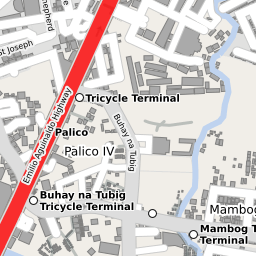 hepherd
St Joseph
Tricycle Terminal
Emilio Aguinaldo Highway
Palico
Buhay na Tubig
Palico IV
Buhay na Tubig
Tricycle Terminal
Mambog
Mambog T
Terminal